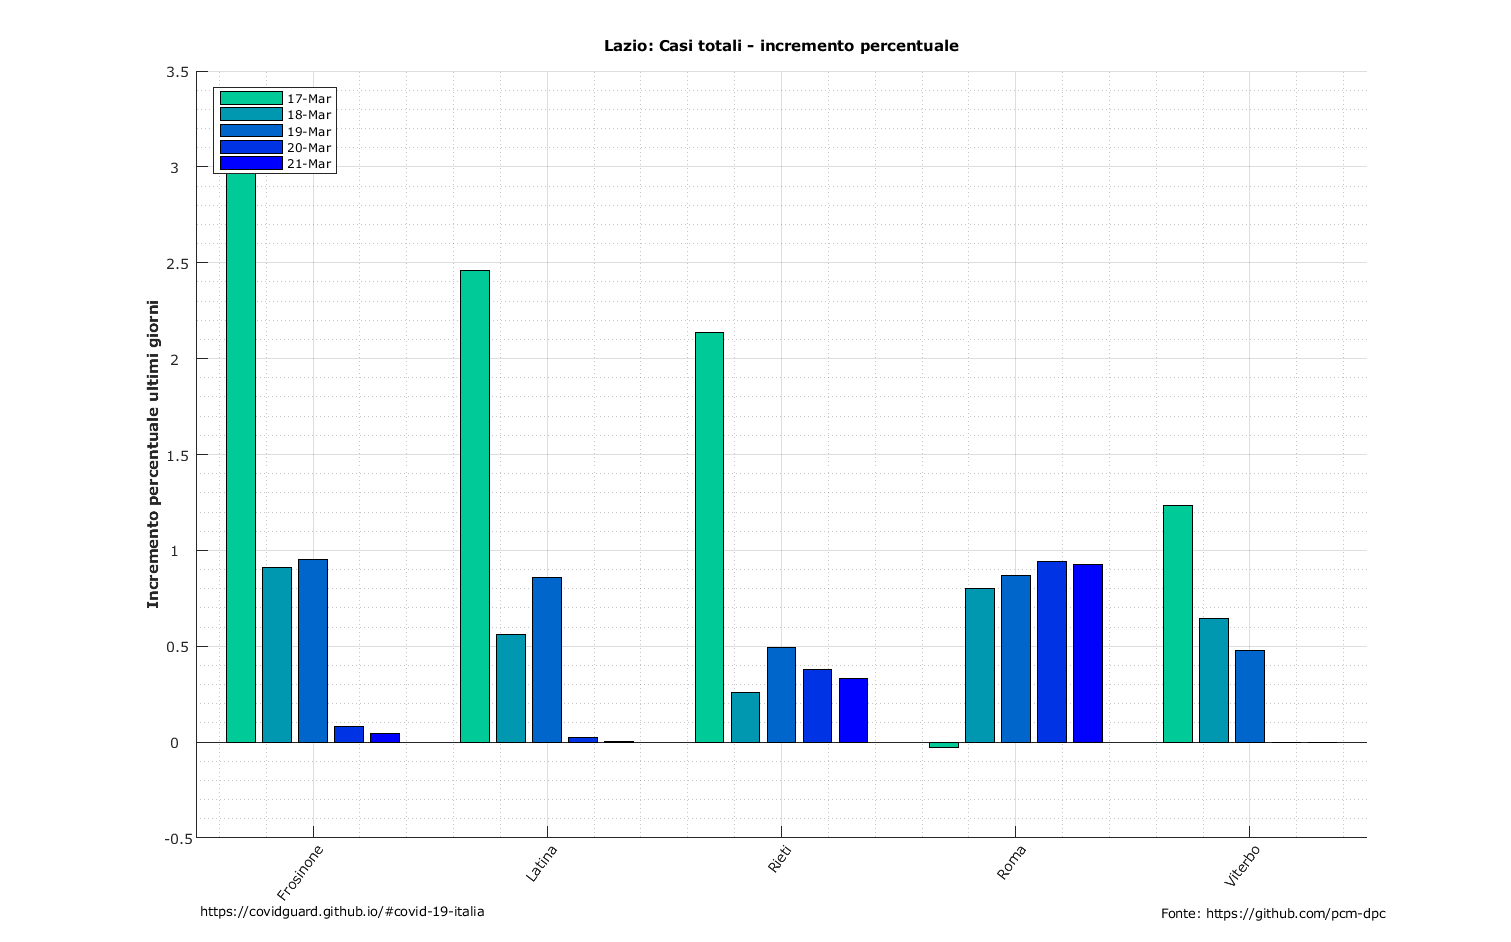 Lazio: Casi totali - incremento percentuale
Incremento percentuale ultimi giorni
3.5
3
2.5
2
1.5
1
0.5
0
-0.5
17-Mar
18-Mar
19-Mar
20-Mar
21-Mar
Frosinone
Latina
Rieti
Roma
Viterbo
https://covidguard.github.io/#covid-19-italia
Fonte: https://github.com/pcm-dpc